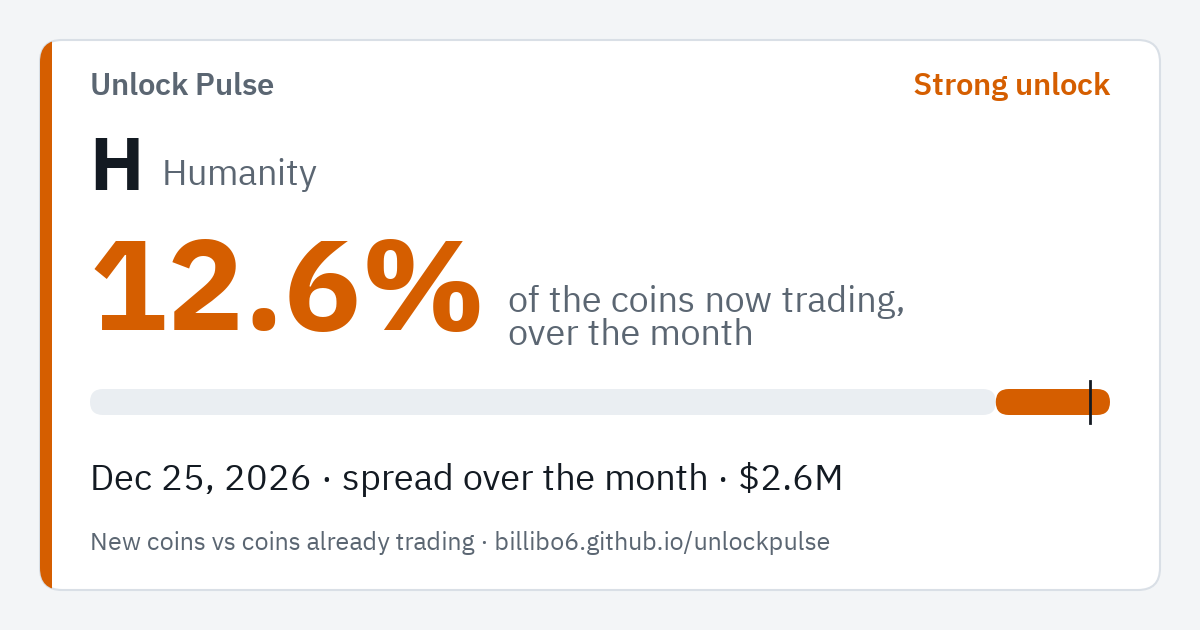 Unlock Pulse
Strong unlock
H Humanity
12.6% of the coins now trading,
over the month
Dec 25, 2026 · spread over the month · $2.6M
New coins vs coins already trading · billibo6.github.io/unlockpulse